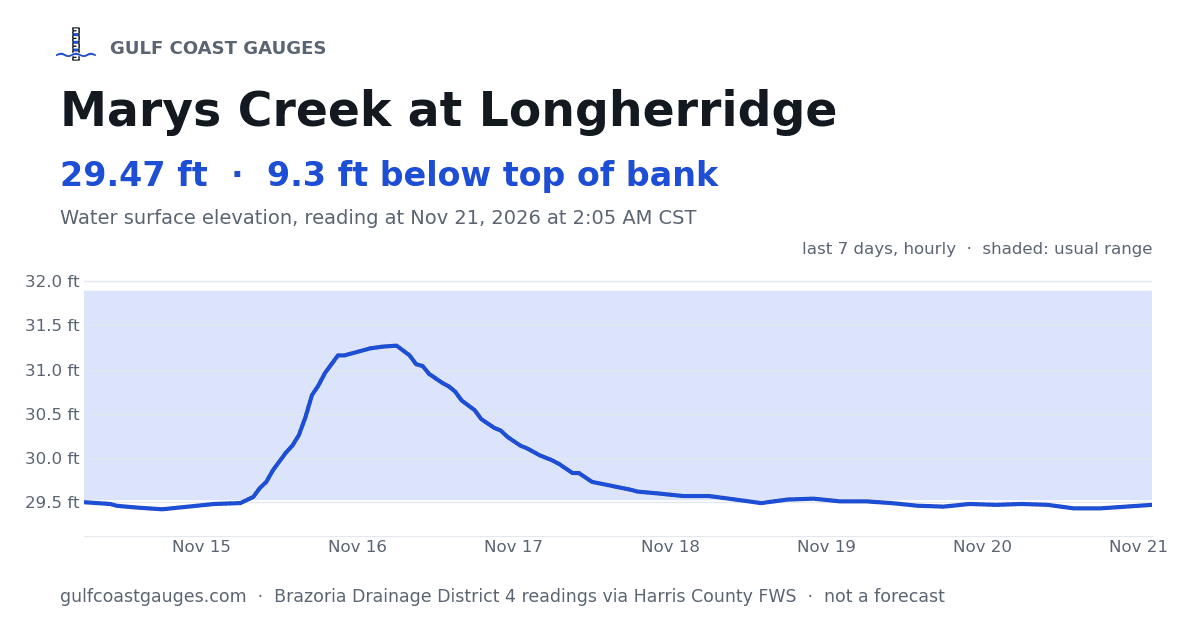 GULF COAST GAUGES
Marys Creek at Longherridge
29.47 ft · 9.3 ft below top of bank
Water surface elevation, reading at Nov 21, 2026 at 2:05 AM CST
last 7 days, hourly · shaded: usual range
32.0 ft
31.5 ft
31.0 ft
30.5 ft
30.0 ft
29.5 ft
Nov 15 Nov 16 Nov 17 Nov 18 Nov 19 Nov 20 Nov 21
gulfcoastgauges.com · Brazoria Drainage District 4 readings via Harris County FWS · not a forecast